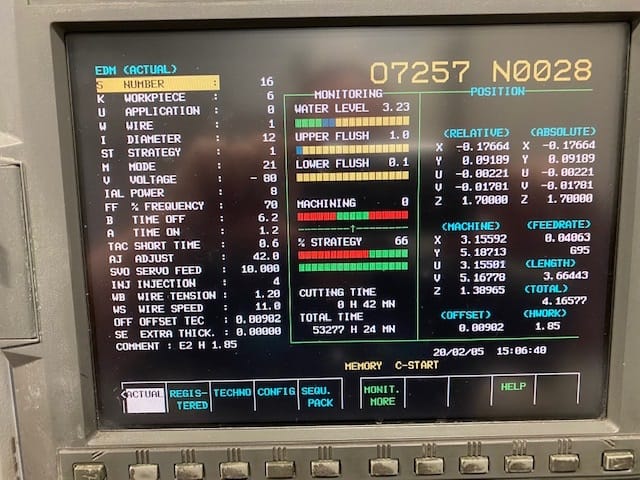 EDM (ACTUAL)
O7257 N0028
S NUMBER : 16
K WORKPIECE : 6
U APPLICATION : 0
W WIRE : 1
I DIAMETER : 12
ST STRATEGY : 1
M MODE : 21
V VOLTAGE : - 80
IAL POWER : 8
FF % FREQUENCY : 70
B TIME OFF : 6.2
A TIME ON : 1.2
TAC SHORT TIME : 0.6
AJ ADJUST : 42.0
SVO SERVO FEED : 10.000
INJ INJECTION : 4
WB WIRE TENSION : 1.20
WS WIRE SPEED : 11.0
OFF OFFSET TEC : 0.00902
SE EXTRA THICK. : 0.00000
COMMENT : E2 H 1.85
MONITORING
WATER LEVEL 3.23
UPPER FLUSH 1.0
LOWER FLUSH 0.1
MACHINING 0
% STRATEGY 66
CUTTING TIME
0 H 42 MN
TOTAL TIME
53277 H 24 MN
POSITION
(RELATIVE) (ABSOLUTE)
X -0.17664 X -0.17664
Y 0.09189 Y 0.09189
U -0.00221 U -0.00221
V -0.01781 V -0.01781
Z 1.70000 Z 1.70000
(MACHINE) (FEEDRATE)
X 3.15592 0.04063
Y 5.18713 695
U 3.15501 (LENGTH)
V 5.16770 3.66443
Z 1.38965 (TOTAL)
4.16577
(OFFSET) (HWORK)
0.00902 1.85
20/02/05 15:06:40
MEMORY C-START
<ACTUAL REGIS-TERED TECHNO CONFIG SEQU. PACK MONIT. MORE HELP